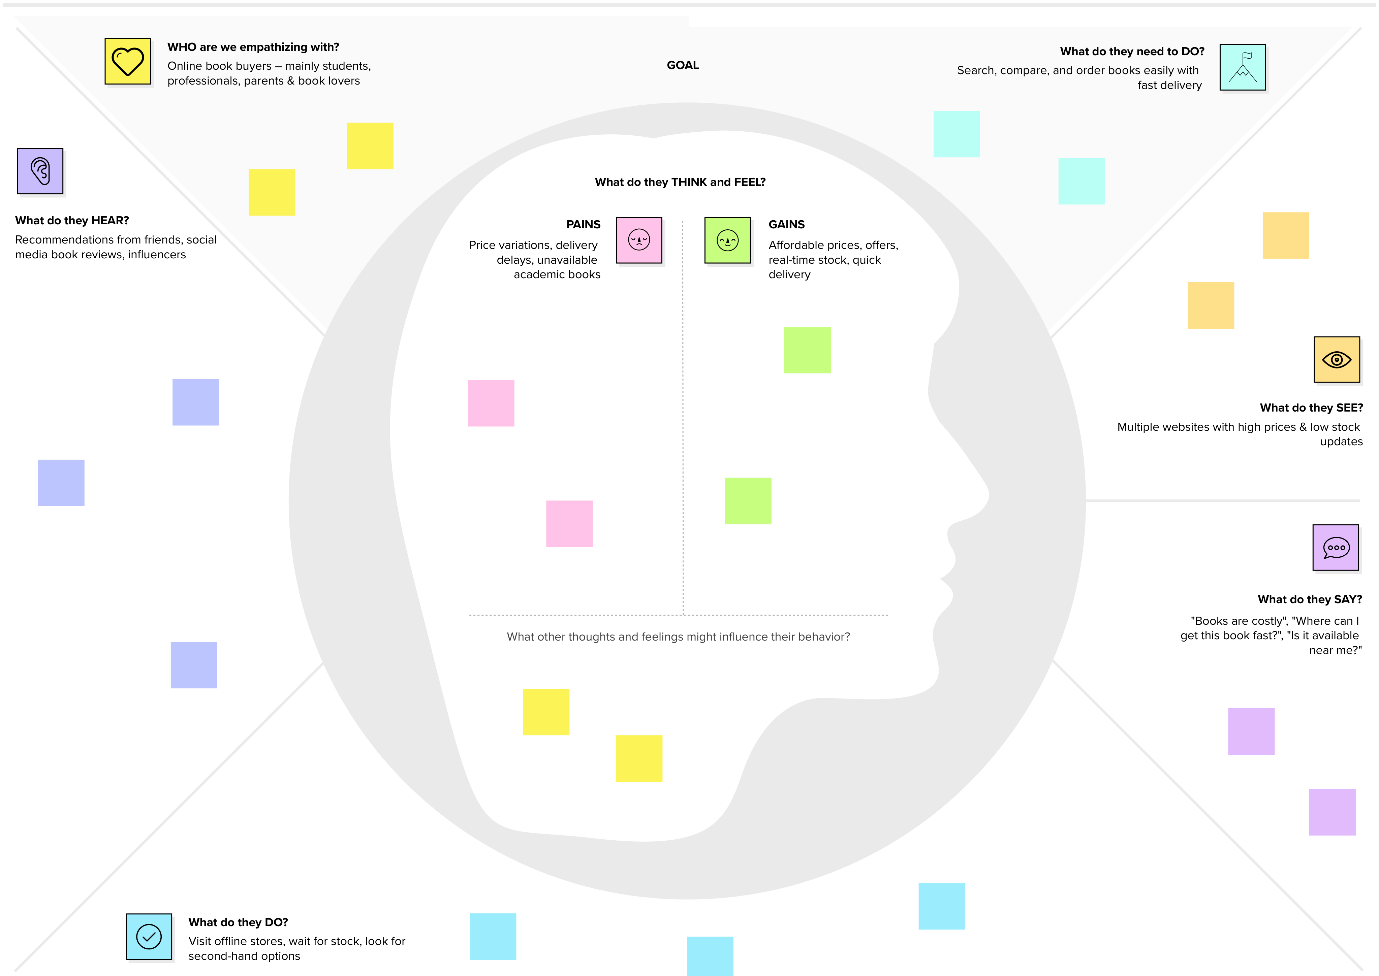 WHO are we empathizing with?
Online book buyers – mainly students,
professionals, parents & book lovers
GOAL
What do they need to DO?
Search, compare, and order books easily with
fast delivery
What do they HEAR?
Recommendations from friends, social
media book reviews, influencers
What do they THINK and FEEL?
PAINS
Price variations, delivery
delays, unavailable
academic books
GAINS
Affordable prices, offers,
real-time stock, quick
delivery
What do they SEE?
Multiple websites with high prices & low stock
updates
What do they SAY?
"Books are costly", "Where can I
get this book fast?", "Is it available
near me?"
What other thoughts and feelings might influence their behavior?
What do they DO?
Visit offline stores, wait for stock, look for
second-hand options